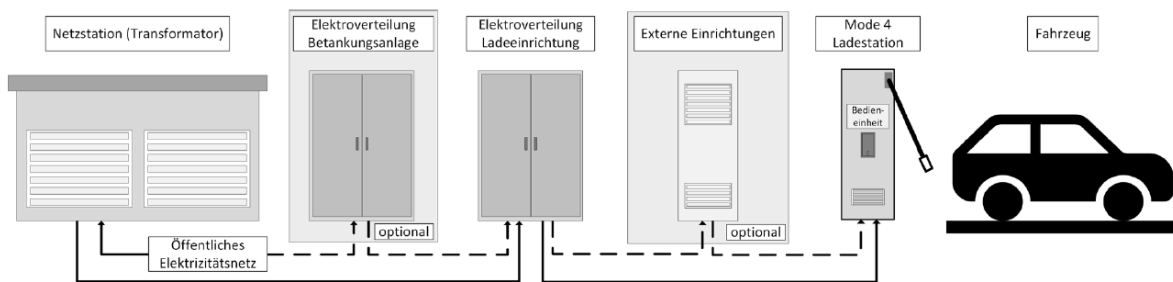 Netzstation (Transformator)
Elektroverteilung
Betankungsanlage
Elektroverteilung
Ladeeinrichtung
Externe Einrichtungen
Mode 4
Ladestation
Fahrzeug
Bedien-
einheit
optional
optional
Öffentliches
Elektrizitätsnetz